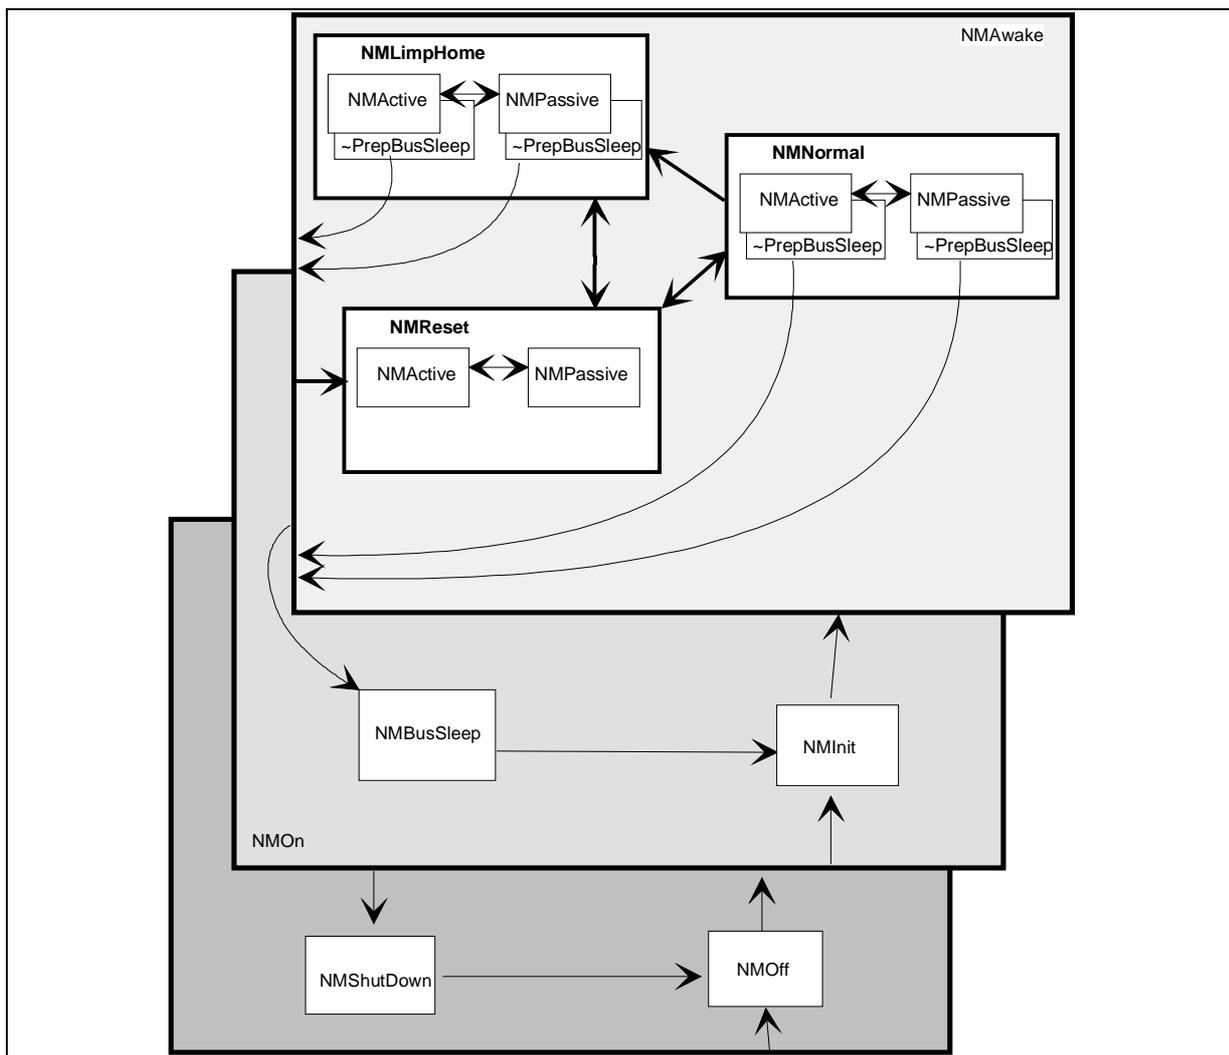 NMAwake
NMLimpHome
NMActive
NMPassive
~PrepBusSleep
~PrepBusSleep
NMNormal
NMActive
NMPassive
~PrepBusSleep
~PrepBusSleep
NMReset
NMActive
NMPassive
NMBusSleep
NMInit
NMOn
NMShutDown
NMOff